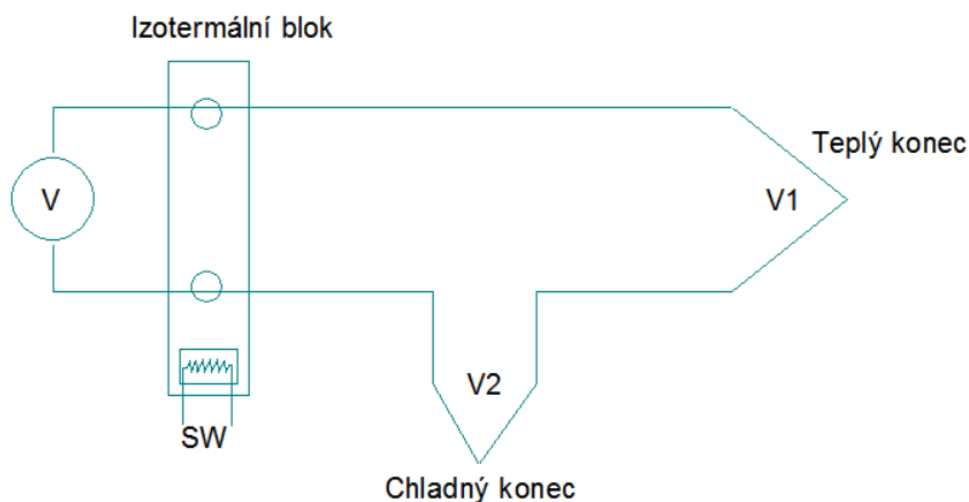 Izotermální blok
Teplý konec
V
V1
V2
SW
Chladný konec